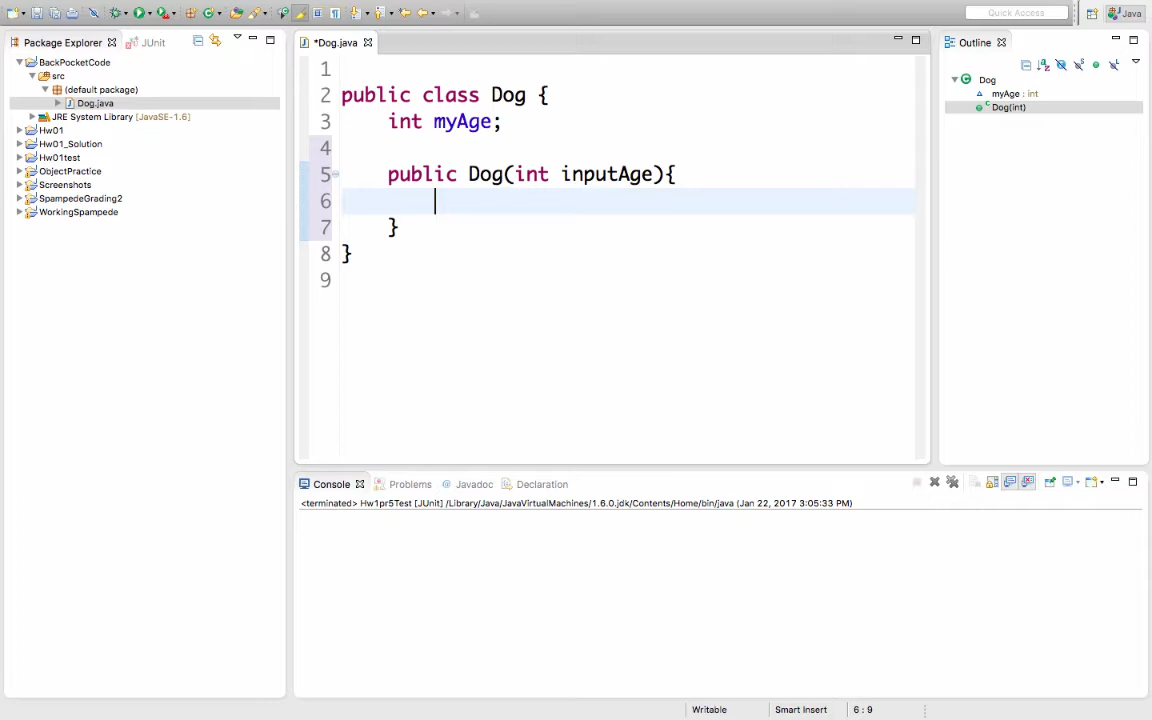 Quick Access
Java
Package Explorer
JUnit
BackPocketCode
src
(default package)
Dog.java
JRE System Library [JavaSE-1.6]
Hw01
Hw01_Solution
Hw01test
ObjectPractice
Screenshots
SpampedeGrading2
WorkingSpampede
*Dog.java
1
2 public class Dog {
3 int myAge;
4
5 public Dog(int inputAge){
6
7 }
8 }
9
Outline
Dog
myAge : int
Dog(int)
Console
Problems
Javadoc
Declaration
<terminated> Hw1pr5Test [JUnit] /Library/Java/JavaVirtualMachines/1.6.0.jdk/Contents/Home/bin/java (Jan 22, 2017 3:05:33 PM)
Writable
Smart Insert
6 : 9